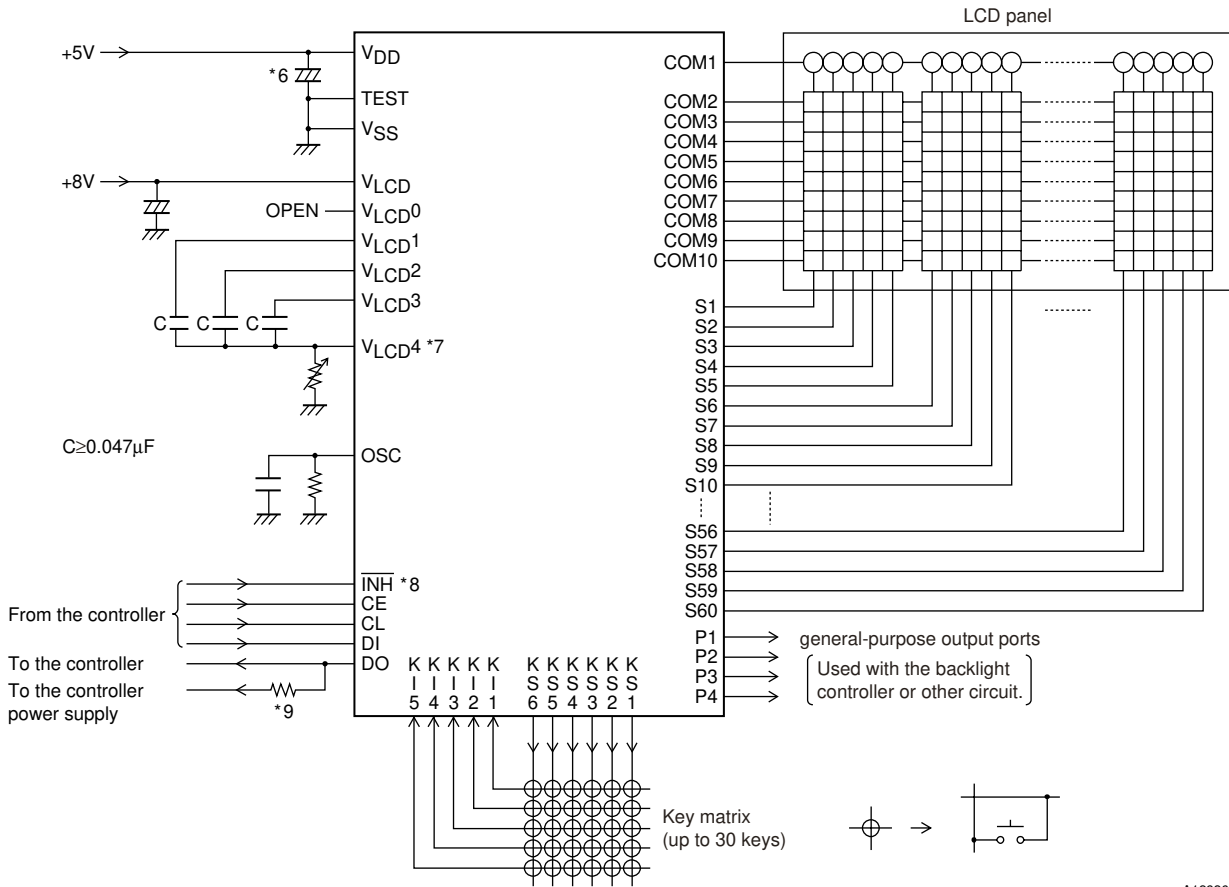 LCD panel
+5V
*6
VDD
TEST
VSS
+8V
VLCD
OPEN
VLCD0
VLCD1
VLCD2
VLCD3
C
C
C
VLCD4 *7
C≥0.047μF
OSC
From the controller
INH *8
CE
CL
DI
To the controller
DO
To the controller
power supply
*9
KI5
KI4
KI3
KI2
KI1
KS6
KS5
KS4
KS3
KS2
KS1
COM1
COM2
COM3
COM4
COM5
COM6
COM7
COM8
COM9
COM10
S1
S2
S3
S4
S5
S6
S7
S8
S9
S10
S56
S57
S58
S59
S60
P1
P2
P3
P4
general-purpose output ports
Used with the backlight
controller or other circuit.
Key matrix
(up to 30 keys)